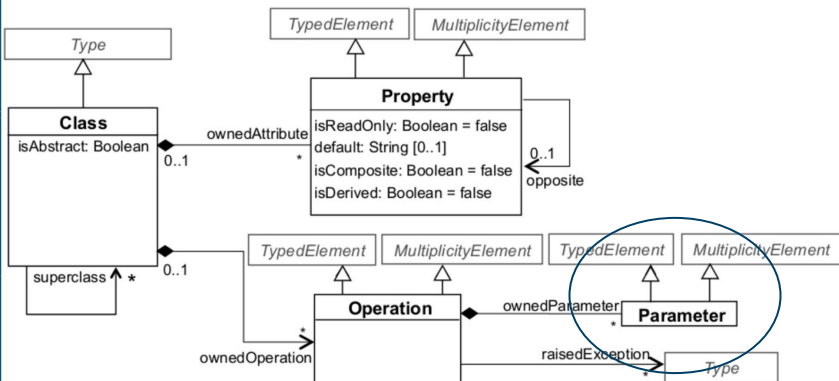 TypedElement
MultiplicityElement
Type
Property
isReadOnly: Boolean = false
default: String [0..1]
isComposite: Boolean = false
isDerived: Boolean = false
Class
isAbstract: Boolean
ownedAttribute
0..1
*
0..1
opposite
superclass
*
0..1
ownedOperation
*
TypedElement
MultiplicityElement
Operation
TypedElement
MultiplicityElement
ownedParameter
*
Parameter
raisedException
*
Type